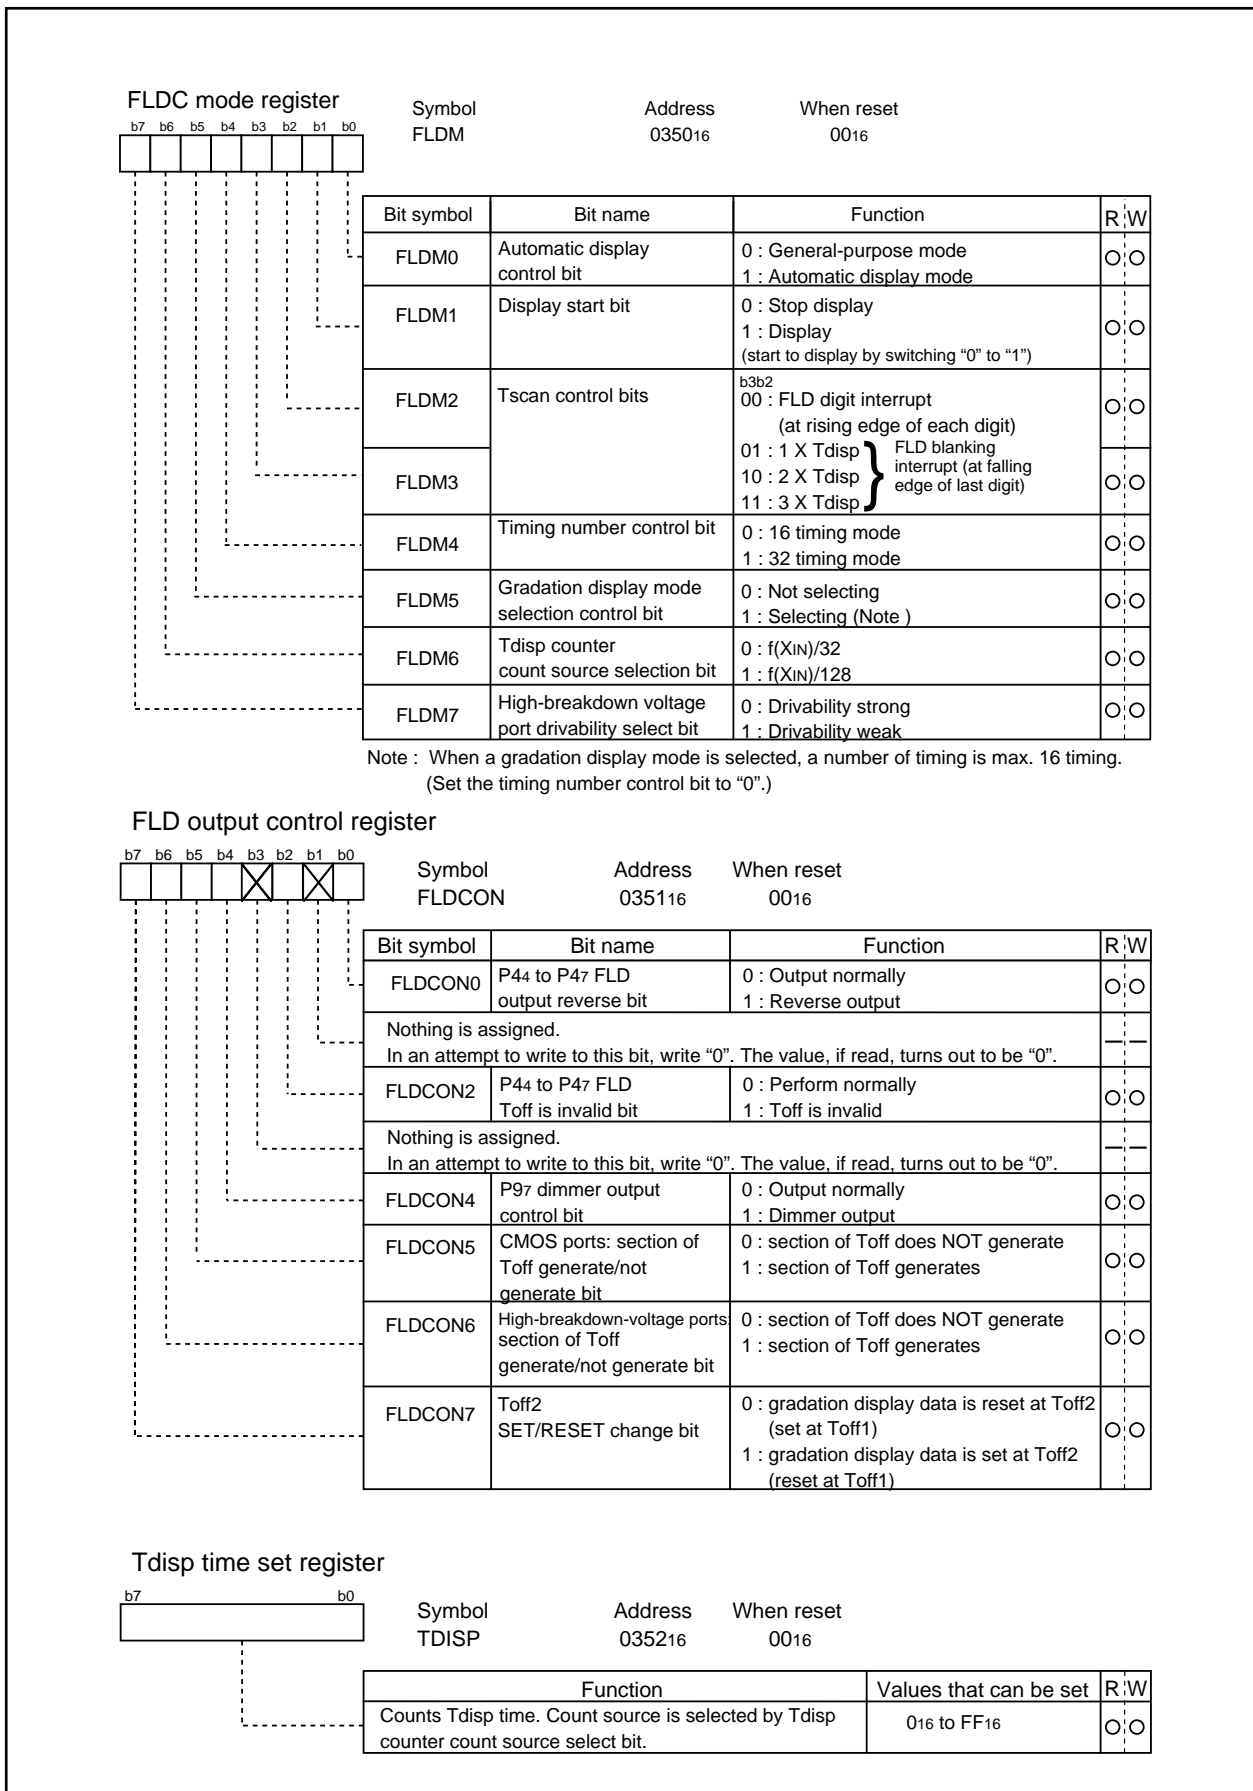 FLDC mode register
Symbol Address When reset
FLDM 035016 0016
b7 b6 b5 b4 b3 b2 b1 b0
Bit symbol Bit name Function R W
FLDM0 Automatic display control bit 0 : General-purpose mode
1 : Automatic display mode
FLDM1 Display start bit 0 : Stop display
1 : Display
(start to display by switching “0” to “1”)
FLDM2 Tscan control bits b3b2
00 : FLD digit interrupt
(at rising edge of each digit)
FLDM3 01 : 1 X Tdisp
10 : 2 X Tdisp
11 : 3 X Tdisp
} FLD blanking
interrupt (at falling
edge of last digit)
FLDM4 Timing number control bit 0 : 16 timing mode
1 : 32 timing mode
FLDM5 Gradation display mode
selection control bit 0 : Not selecting
1 : Selecting (Note )
FLDM6 Tdisp counter
count source selection bit 0 : f(XIN)/32
1 : f(XIN)/128
FLDM7 High-breakdown voltage
port drivability select bit 0 : Drivability strong
1 : Drivability weak
Note : When a gradation display mode is selected, a number of timing is max. 16 timing.
(Set the timing number control bit to “0”.)
FLD output control register
b7 b6 b5 b4 b3 b2 b1 b0
Symbol Address When reset
FLDCON 035116 0016
Bit symbol Bit name Function R W
FLDCON0 P44 to P47 FLD
output reverse bit 0 : Output normally
1 : Reverse output
Nothing is assigned.
In an attempt to write to this bit, write “0”. The value, if read, turns out to be “0”.
FLDCON2 P44 to P47 FLD
Toff is invalid bit 0 : Perform normally
1 : Toff is invalid
Nothing is assigned.
In an attempt to write to this bit, write “0”. The value, if read, turns out to be “0”.
FLDCON4 P97 dimmer output
control bit 0 : Output normally
1 : Dimmer output
FLDCON5 CMOS ports: section of
Toff generate/not
generate bit 0 : section of Toff does NOT generate
1 : section of Toff generates
FLDCON6 High-breakdown-voltage ports:
section of Toff
generate/not generate bit 0 : section of Toff does NOT generate
1 : section of Toff generates
FLDCON7 Toff2
SET/RESET change bit 0 : gradation display data is reset at Toff2
(set at Toff1)
1 : gradation display data is set at Toff2
(reset at Toff1)
Tdisp time set register
b7 b0
Symbol Address When reset
TDISP 035216 0016
Function Values that can be set R W
Counts Tdisp time. Count source is selected by Tdisp
counter count source select bit. 016 to FF16